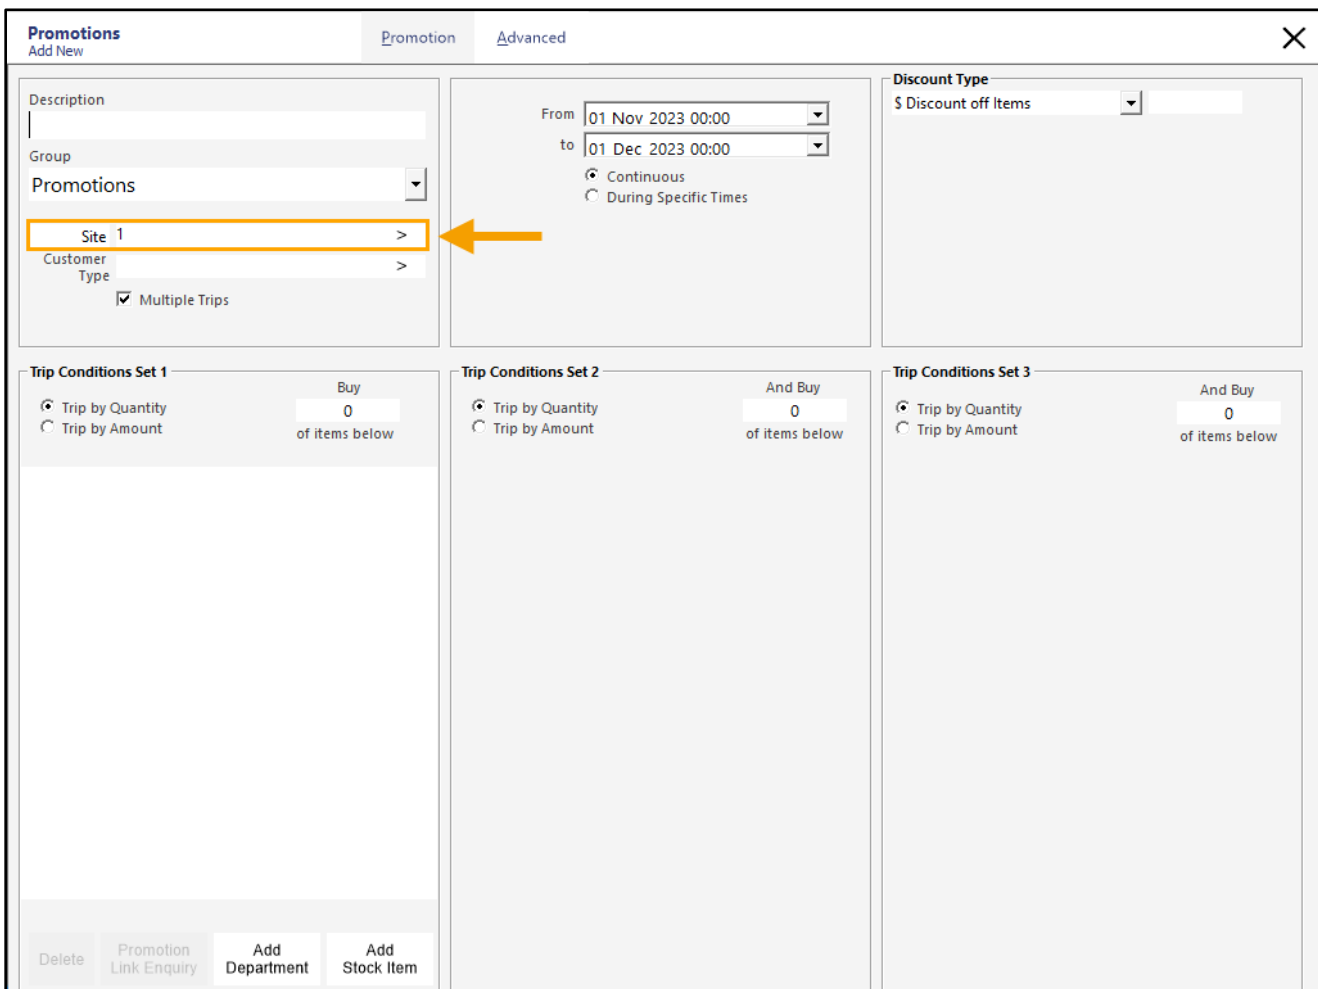 Promotions
Add New
Promotion
Advanced
Description
Group
Promotions
Site 1 >
Customer
Type >
Multiple Trips
From 01 Nov 2023 00:00
to 01 Dec 2023 00:00
Continuous
During Specific Times
Discount Type
$ Discount off Items
Trip Conditions Set 1
Buy
Trip by Quantity
0
Trip by Amount
of items below
Trip Conditions Set 2
And Buy
Trip by Quantity
0
Trip by Amount
of items below
Trip Conditions Set 3
And Buy
Trip by Quantity
0
Trip by Amount
of items below
Delete
Promotion
Link Enquiry
Add
Department
Add
Stock Item